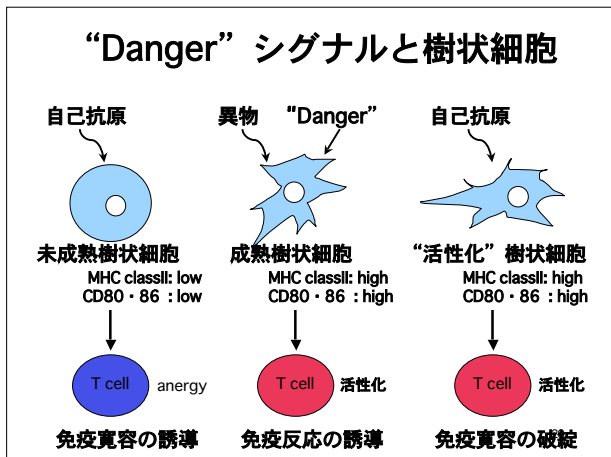 “Danger” シグナルと樹状細胞
自己抗原
未成熟樹状細胞
MHC classII: low
CD80・86 : low
T cell
anergy
免疫寛容の誘導
異物 “Danger”
成熟樹状細胞
MHC classII: high
CD80・86 : high
T cell
活性化
免疫反応の誘導
自己抗原
“活性化” 樹状細胞
MHC classII: high
CD80・86 : high
T cell
活性化
免疫寛容の破綻